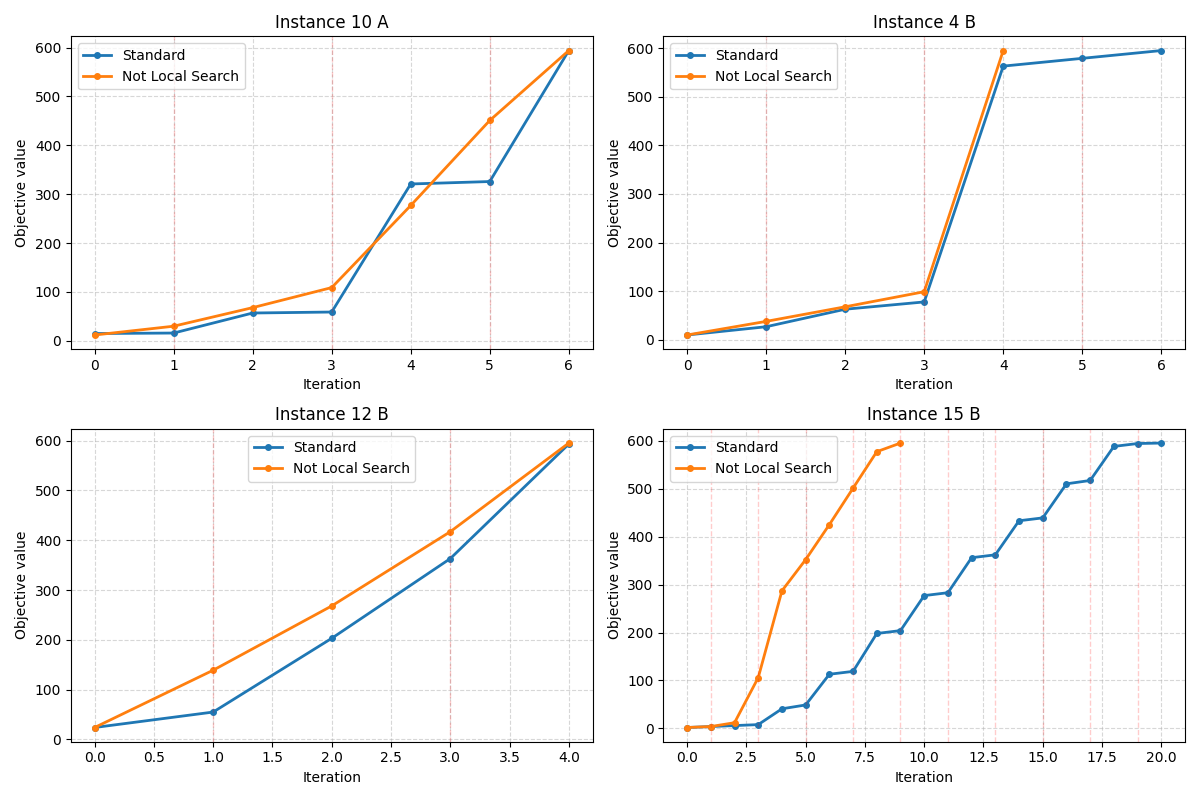 Instance 10 A
Standard
Not Local Search
Objective value
600
500
400
300
200
100
0
0 1 2 3 4 5 6
Iteration
Instance 4 B
Standard
Not Local Search
Objective value
600
500
400
300
200
100
0
0 1 2 3 4 5 6
Iteration
Instance 12 B
Standard
Not Local Search
Objective value
600
500
400
300
200
100
0
0.0 0.5 1.0 1.5 2.0 2.5 3.0 3.5 4.0
Iteration
Instance 15 B
Standard
Not Local Search
Objective value
600
500
400
300
200
100
0
0.0 2.5 5.0 7.5 10.0 12.5 15.0 17.5 20.0
Iteration